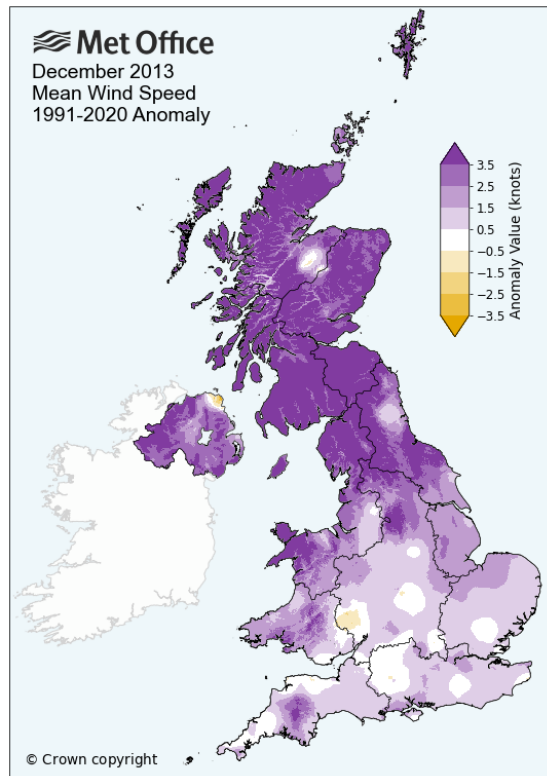 Met Office
December 2013
Mean Wind Speed
1991-2020 Anomaly
3.5
2.5
1.5
0.5
−0.5
−1.5
−2.5
−3.5
Anomaly Value (knots)
© Crown copyright